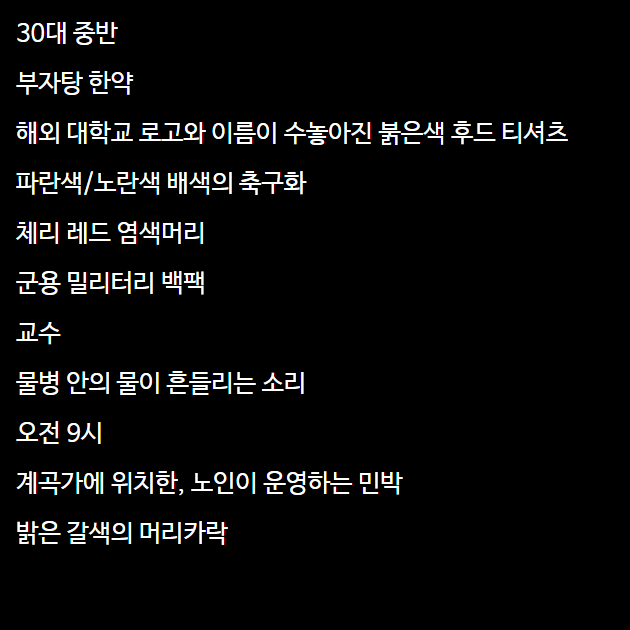 30대 중반
부자탕 한약
해외 대학교 로고와 이름이 수놓아진 붉은색 후드 티셔츠
파란색/노란색 배색의 축구화
체리 레드 염색머리
군용 밀리터리 백팩
교수
물병 안의 물이 흔들리는 소리
오전 9시
계곡가에 위치한, 노인이 운영하는 민박
밝은 갈색의 머리카락